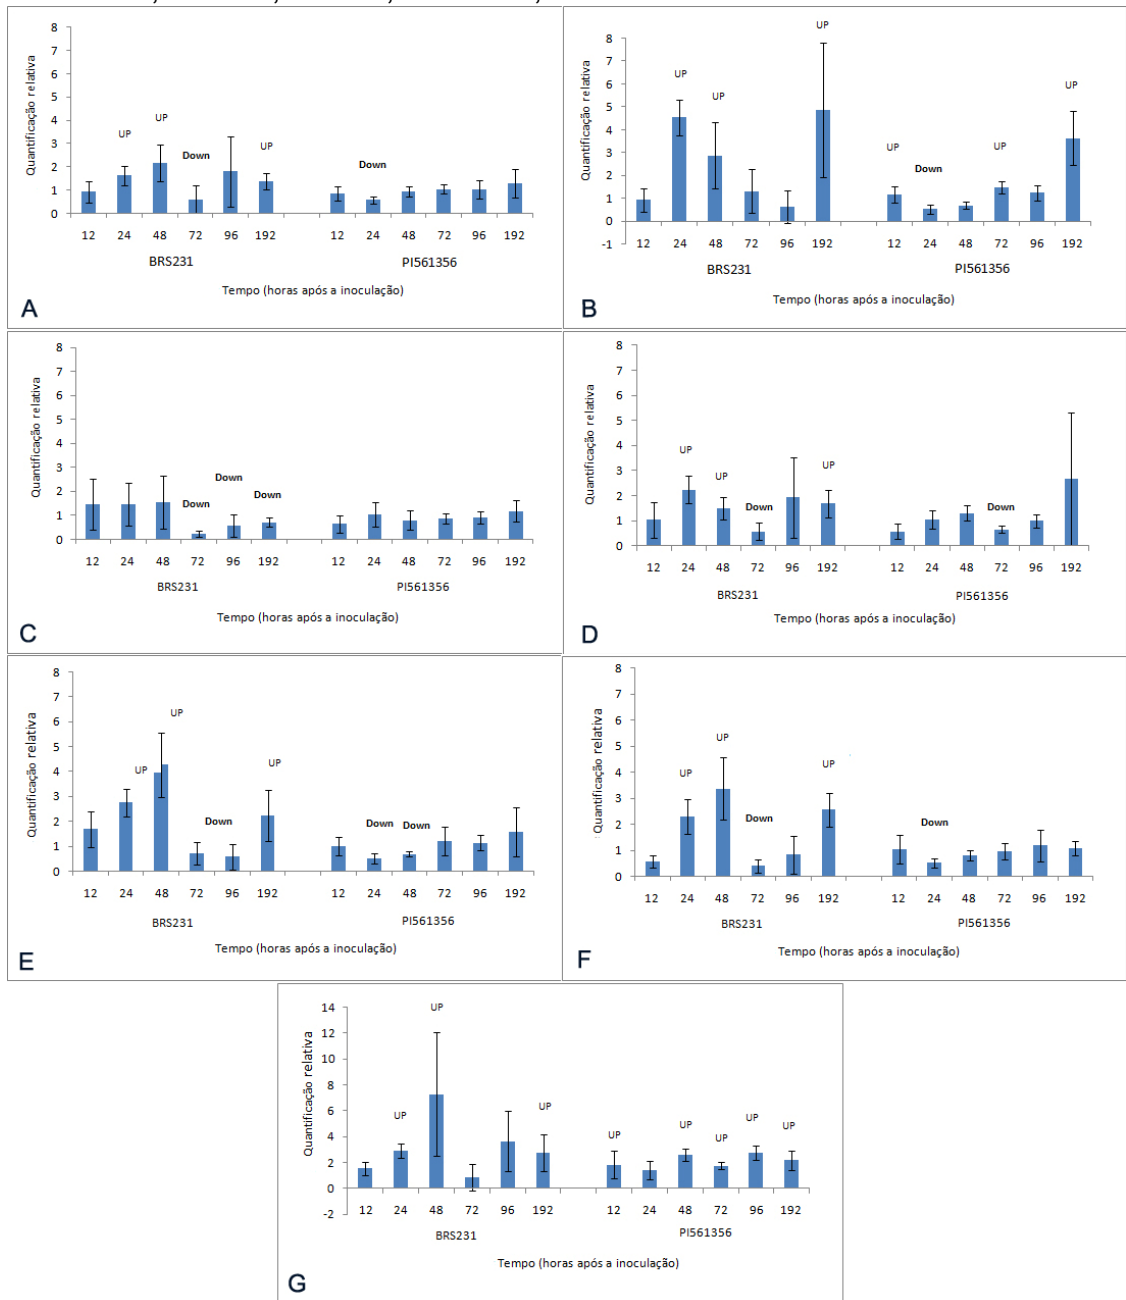 8
7
6
5
4
3
2
1
0
Quantificação relativa
UP
UP
Down
UP
Down
12 24 48 72 96 192 12 24 48 72 96 192
BRS231 PI561356
Tempo (horas após a inoculação)
A
8
7
6
5
4
3
2
1
0
-1
Quantificação relativa
UP
UP
UP
UP
Down
UP
UP
12 24 48 72 96 192 12 24 48 72 96 192
BRS231 PI561356
Tempo (horas após a inoculação)
B
8
7
6
5
4
3
2
1
0
Quantificação relativa
Down
Down
Down
12 24 48 72 96 192 12 24 48 72 96 192
BRS231 PI561356
Tempo (horas após a inoculação)
C
8
7
6
5
4
3
2
1
0
Quantificação relativa
UP
UP
Down
UP
Down
12 24 48 72 96 192 12 24 48 72 96 192
BRS231 PI561356
Tempo (horas após a inoculação)
D
8
7
6
5
4
3
2
1
0
Quantificação relativa
UP
UP
Down
UP
Down Down
12 24 48 72 96 192 12 24 48 72 96 192
BRS231 PI561356
Tempo (horas após a inoculação)
E
8
7
6
5
4
3
2
1
0
Quantificação relativa
UP
UP
Down
UP
Down
12 24 48 72 96 192 12 24 48 72 96 192
BRS231 PI561356
Tempo (horas após a inoculação)
F
14
12
10
8
6
4
2
0
-2
Quantificação relativa
UP
UP
UP
UP
UP
UP
UP
UP
12 24 48 72 96 192 12 24 48 72 96 192
BRS231 PI561356
Tempo (horas após a inoculação)
G